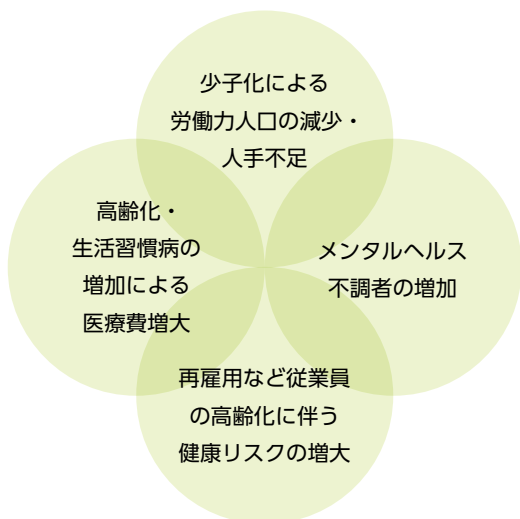 少子化による
労働力人口の減少・
人手不足
高齢化・
生活習慣病の
増加による
医療費増大
メンタルヘルス
不調者の増加
再雇用など従業員
の高齢化に伴う
健康リスクの増大